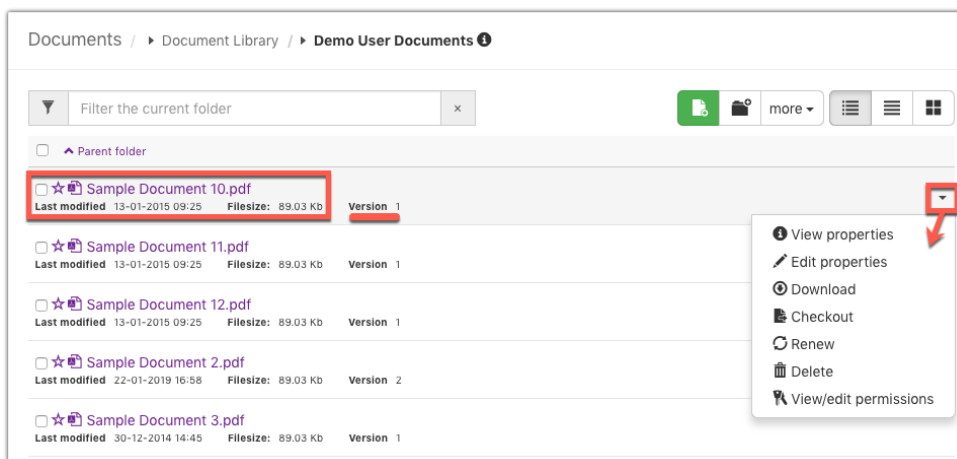 Documents / Document Library / Demo User Documents
Filter the current folder ×
more
Parent folder
Sample Document 10.pdf
Last modified 13-01-2015 09:25 Filesize: 89.03 Kb Version 1
Sample Document 11.pdf
Last modified 13-01-2015 09:25 Filesize: 89.03 Kb Version 1
Sample Document 12.pdf
Last modified 13-01-2015 09:25 Filesize: 89.03 Kb Version 1
Sample Document 2.pdf
Last modified 22-01-2019 16:58 Filesize: 89.03 Kb Version 2
Sample Document 3.pdf
Last modified 30-12-2014 14:45 Filesize: 89.03 Kb Version 1
View properties
Edit properties
Download
Checkout
Renew
Delete
View/edit permissions